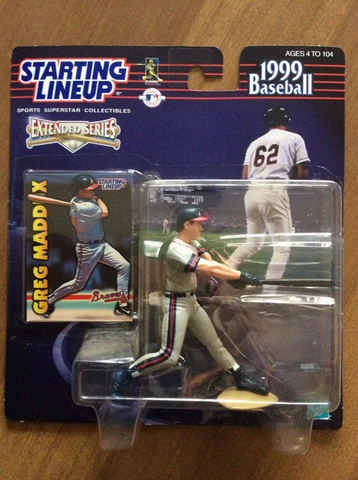 AGES 4 TO 104
STARTING
LINEUP
SPORTS SUPERSTAR COLLECTIBLES
EXTENDED SERIES
1999
Baseball
62
STARTING
LINEUP
GREG MADDUX
Braves